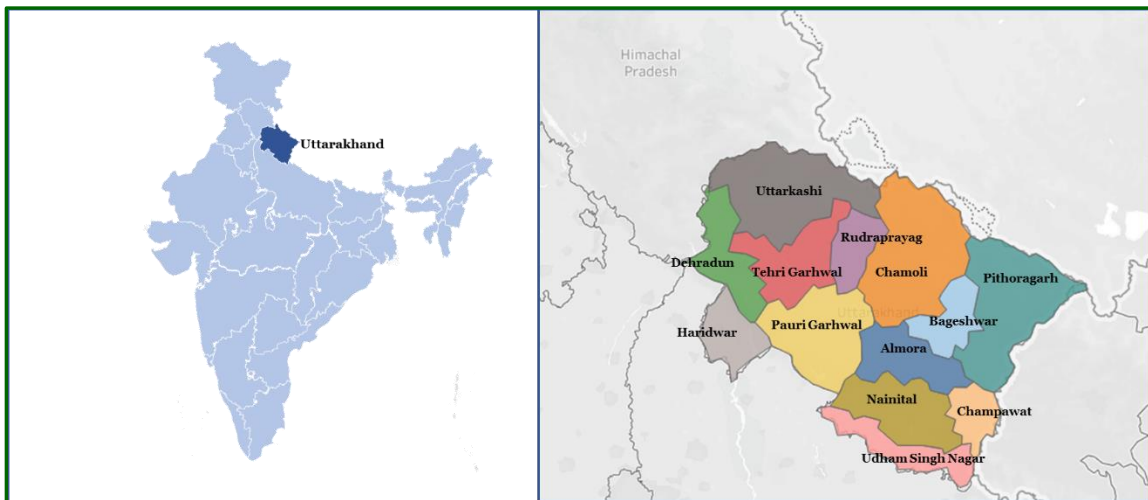 Uttarakhand
Himachal
Pradesh
Uttarkashi
Rudraprayag
Dehradun
Tehri Garhwal
Chamoli
Pithoragarh
Uttarakhand
Haridwar
Pauri Garhwal
Bageshwar
Almora
Nainital
Champawat
Udham Singh Nagar